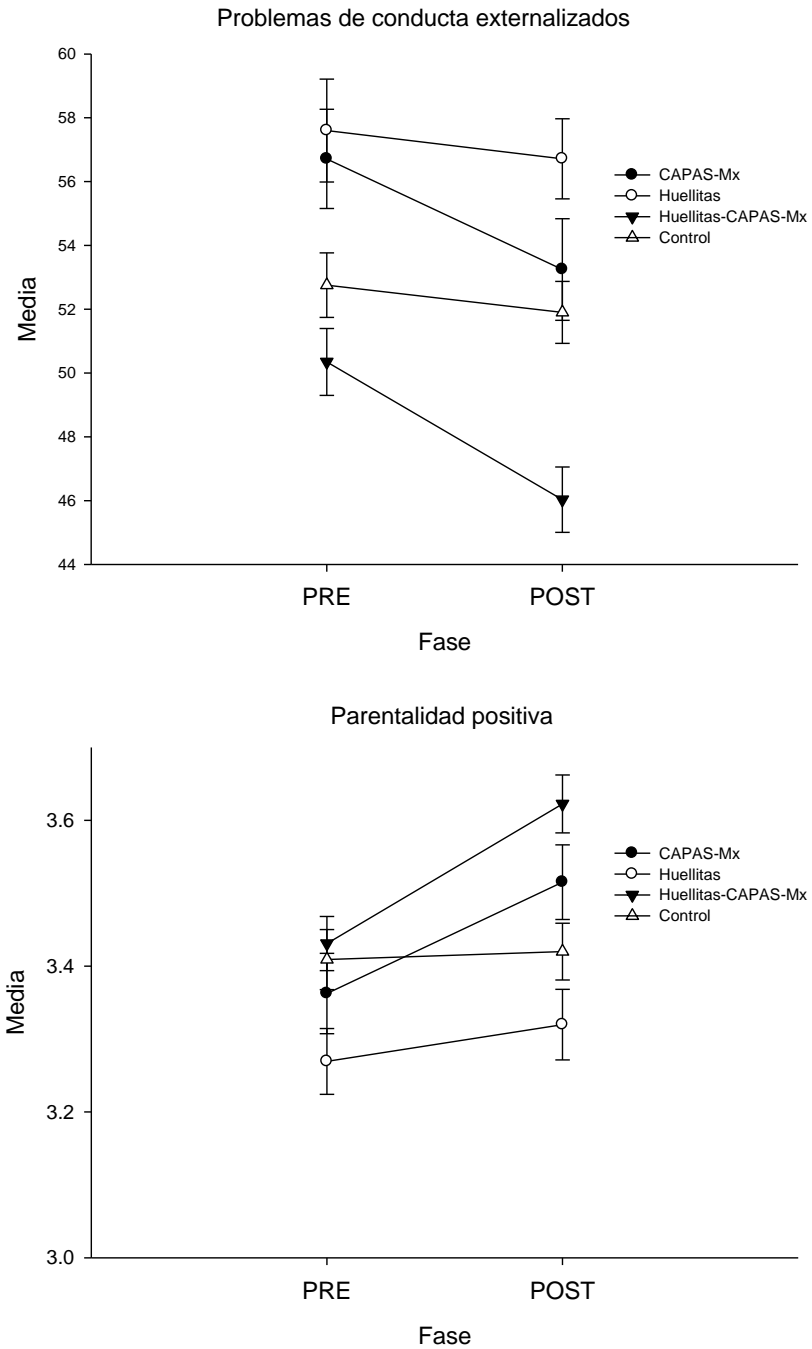 Problemas de conducta externalizados
60
58
56
54
52
50
48
46
44
Media
PRE
POST
Fase
CAPAS-Mx
Huellitas
Huellitas-CAPAS-Mx
Control
Parentalidad positiva
3.6
3.4
3.2
3.0
Media
PRE
POST
Fase
CAPAS-Mx
Huellitas
Huellitas-CAPAS-Mx
Control